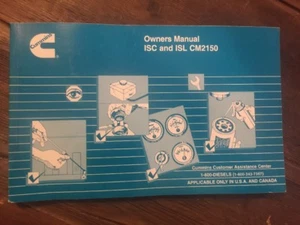 Cummins
Owners Manual
ISC and ISL CM2150
Cummins Customer Assistance Center
1-800-DIESELS (1-800-343-7357)
APPLICABLE ONLY IN U.S.A. AND CANADA